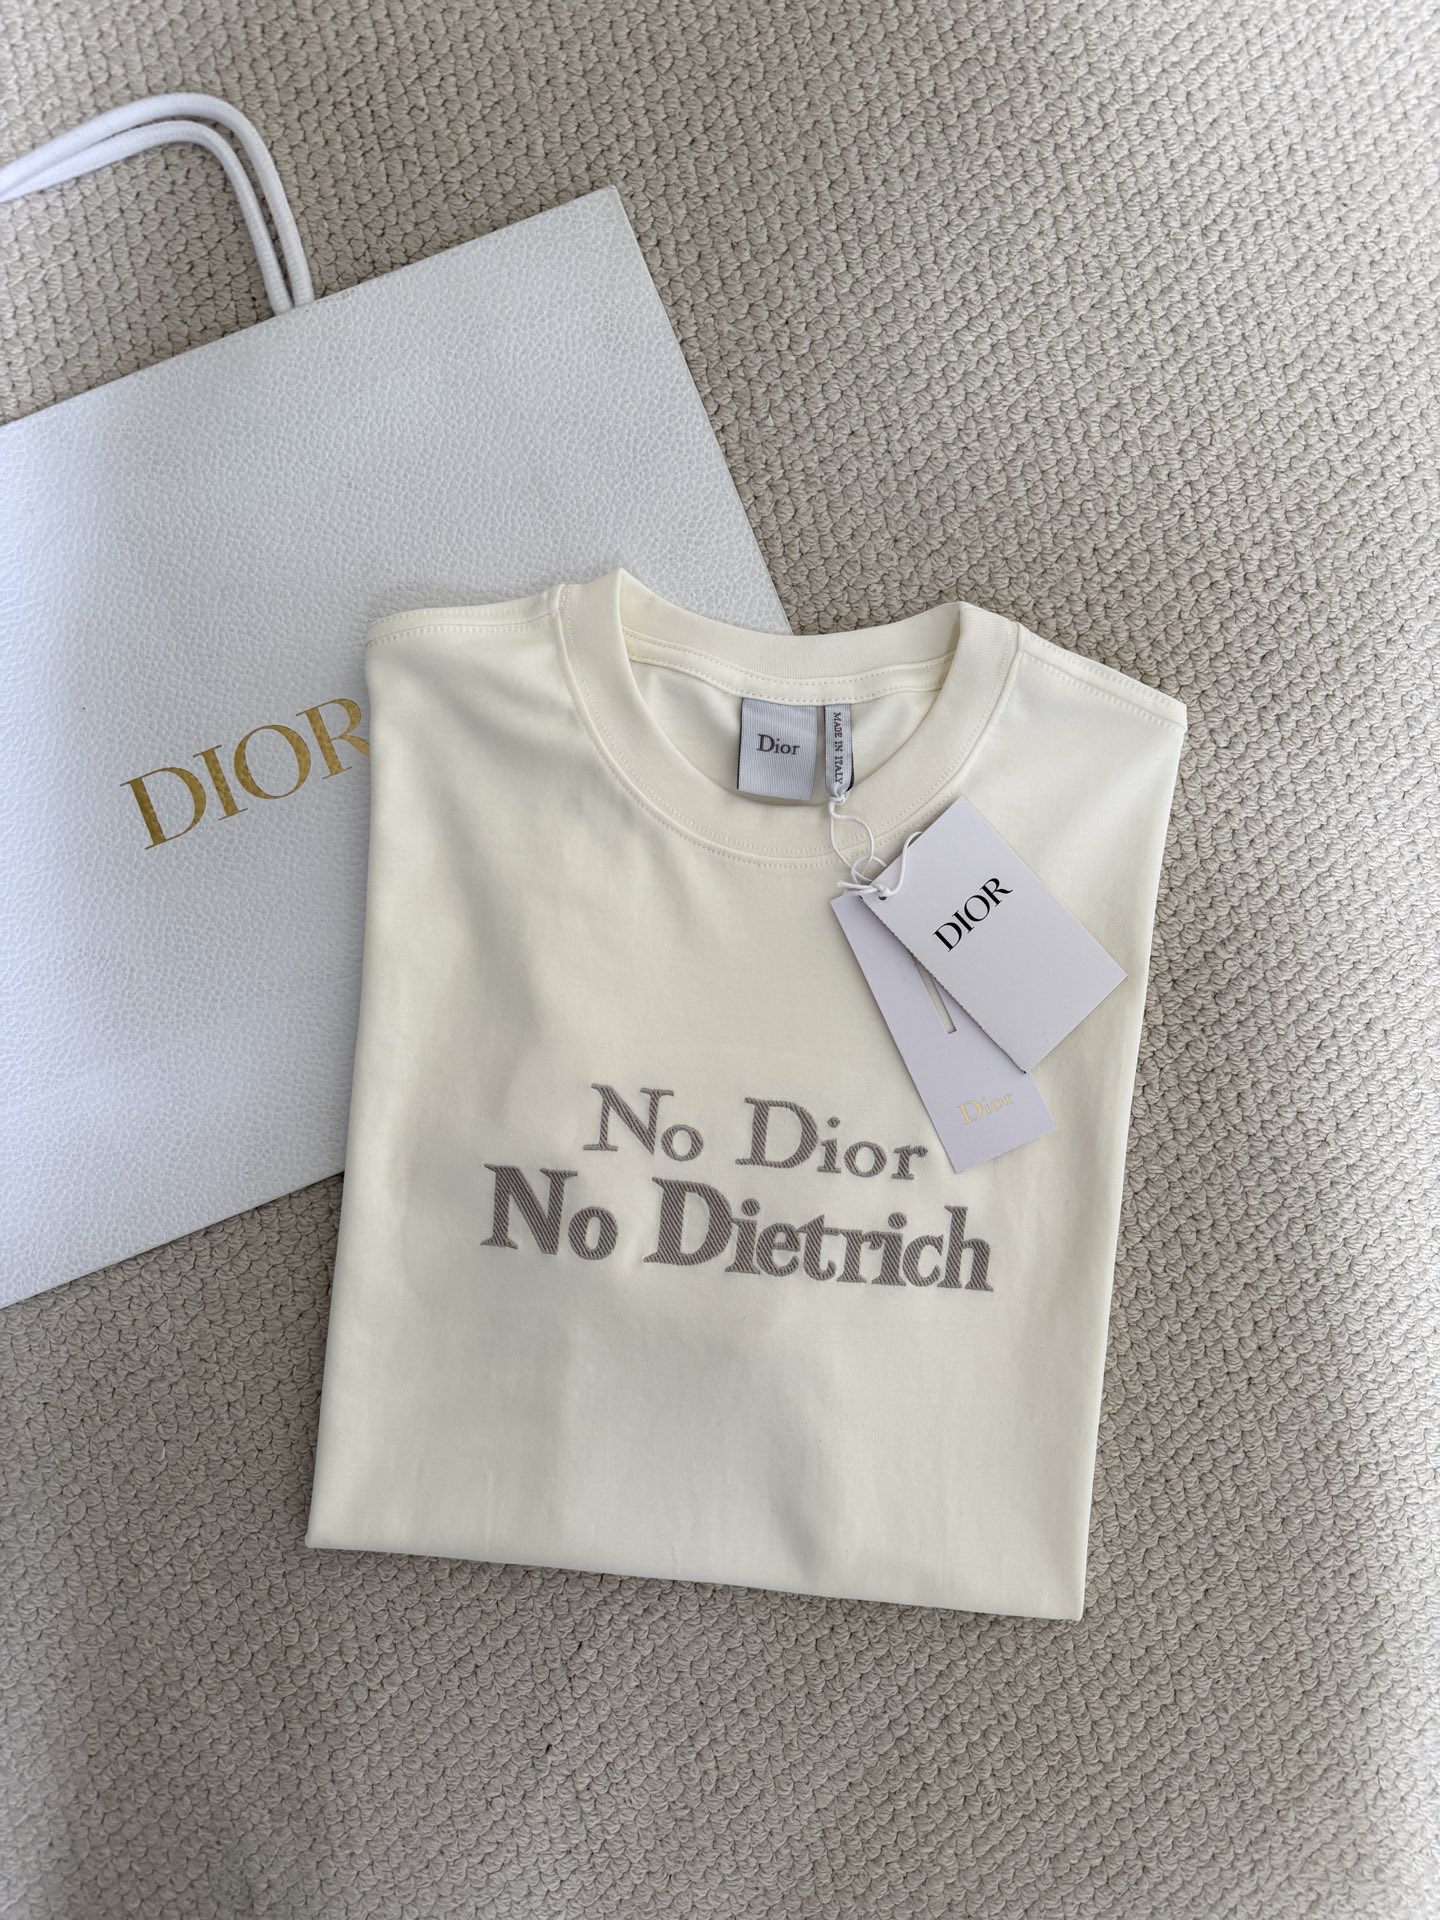 DIOR
Dior
MADE IN ITALY
DIOR
Dior
No Dior
No Dietrich